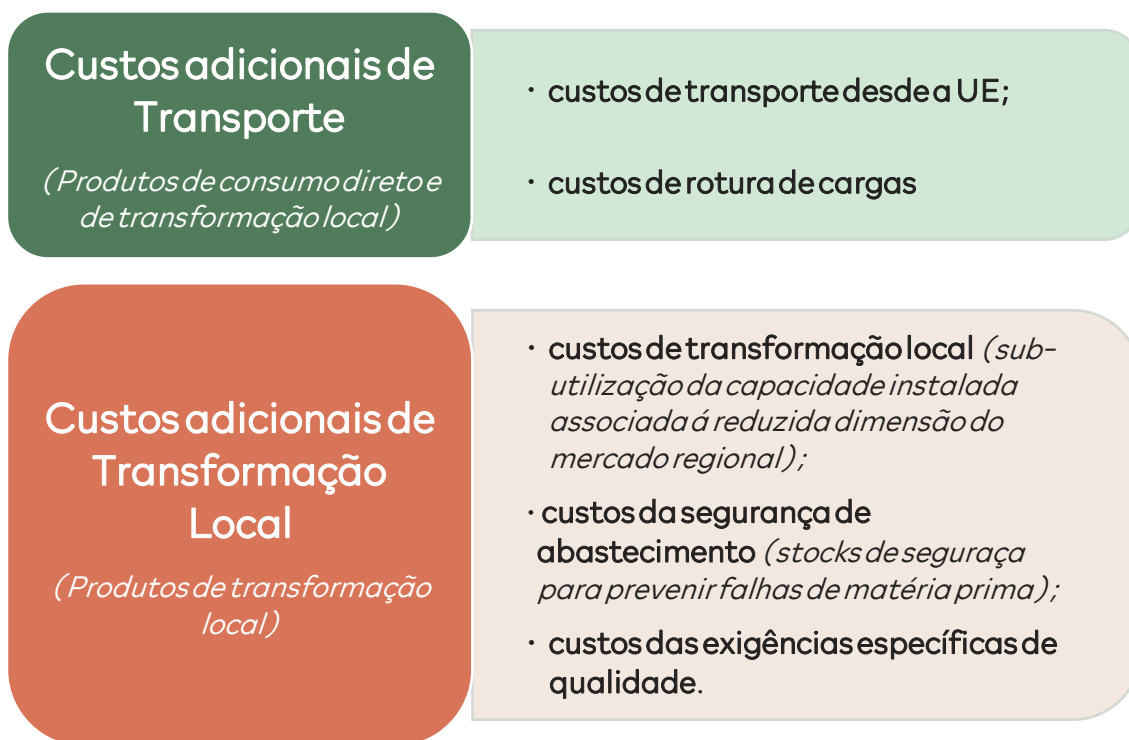 Custos adicionais de
Transporte
(Produtos de consumo direto e
de transformação local)
· custos de transporte desde a UE;
· custos de rotura de cargas
Custos adicionais de
Transformação
Local
(Produtos de transformação
local)
· custos de transformação local (sub-
utilização da capacidade instalada
associada á reduzida dimensão do
mercado regional);
· custos da segurança de
abastecimento (stocks de seguraça
para prevenir falhas de matéria prima);
· custos das exigências específicas de
qualidade.